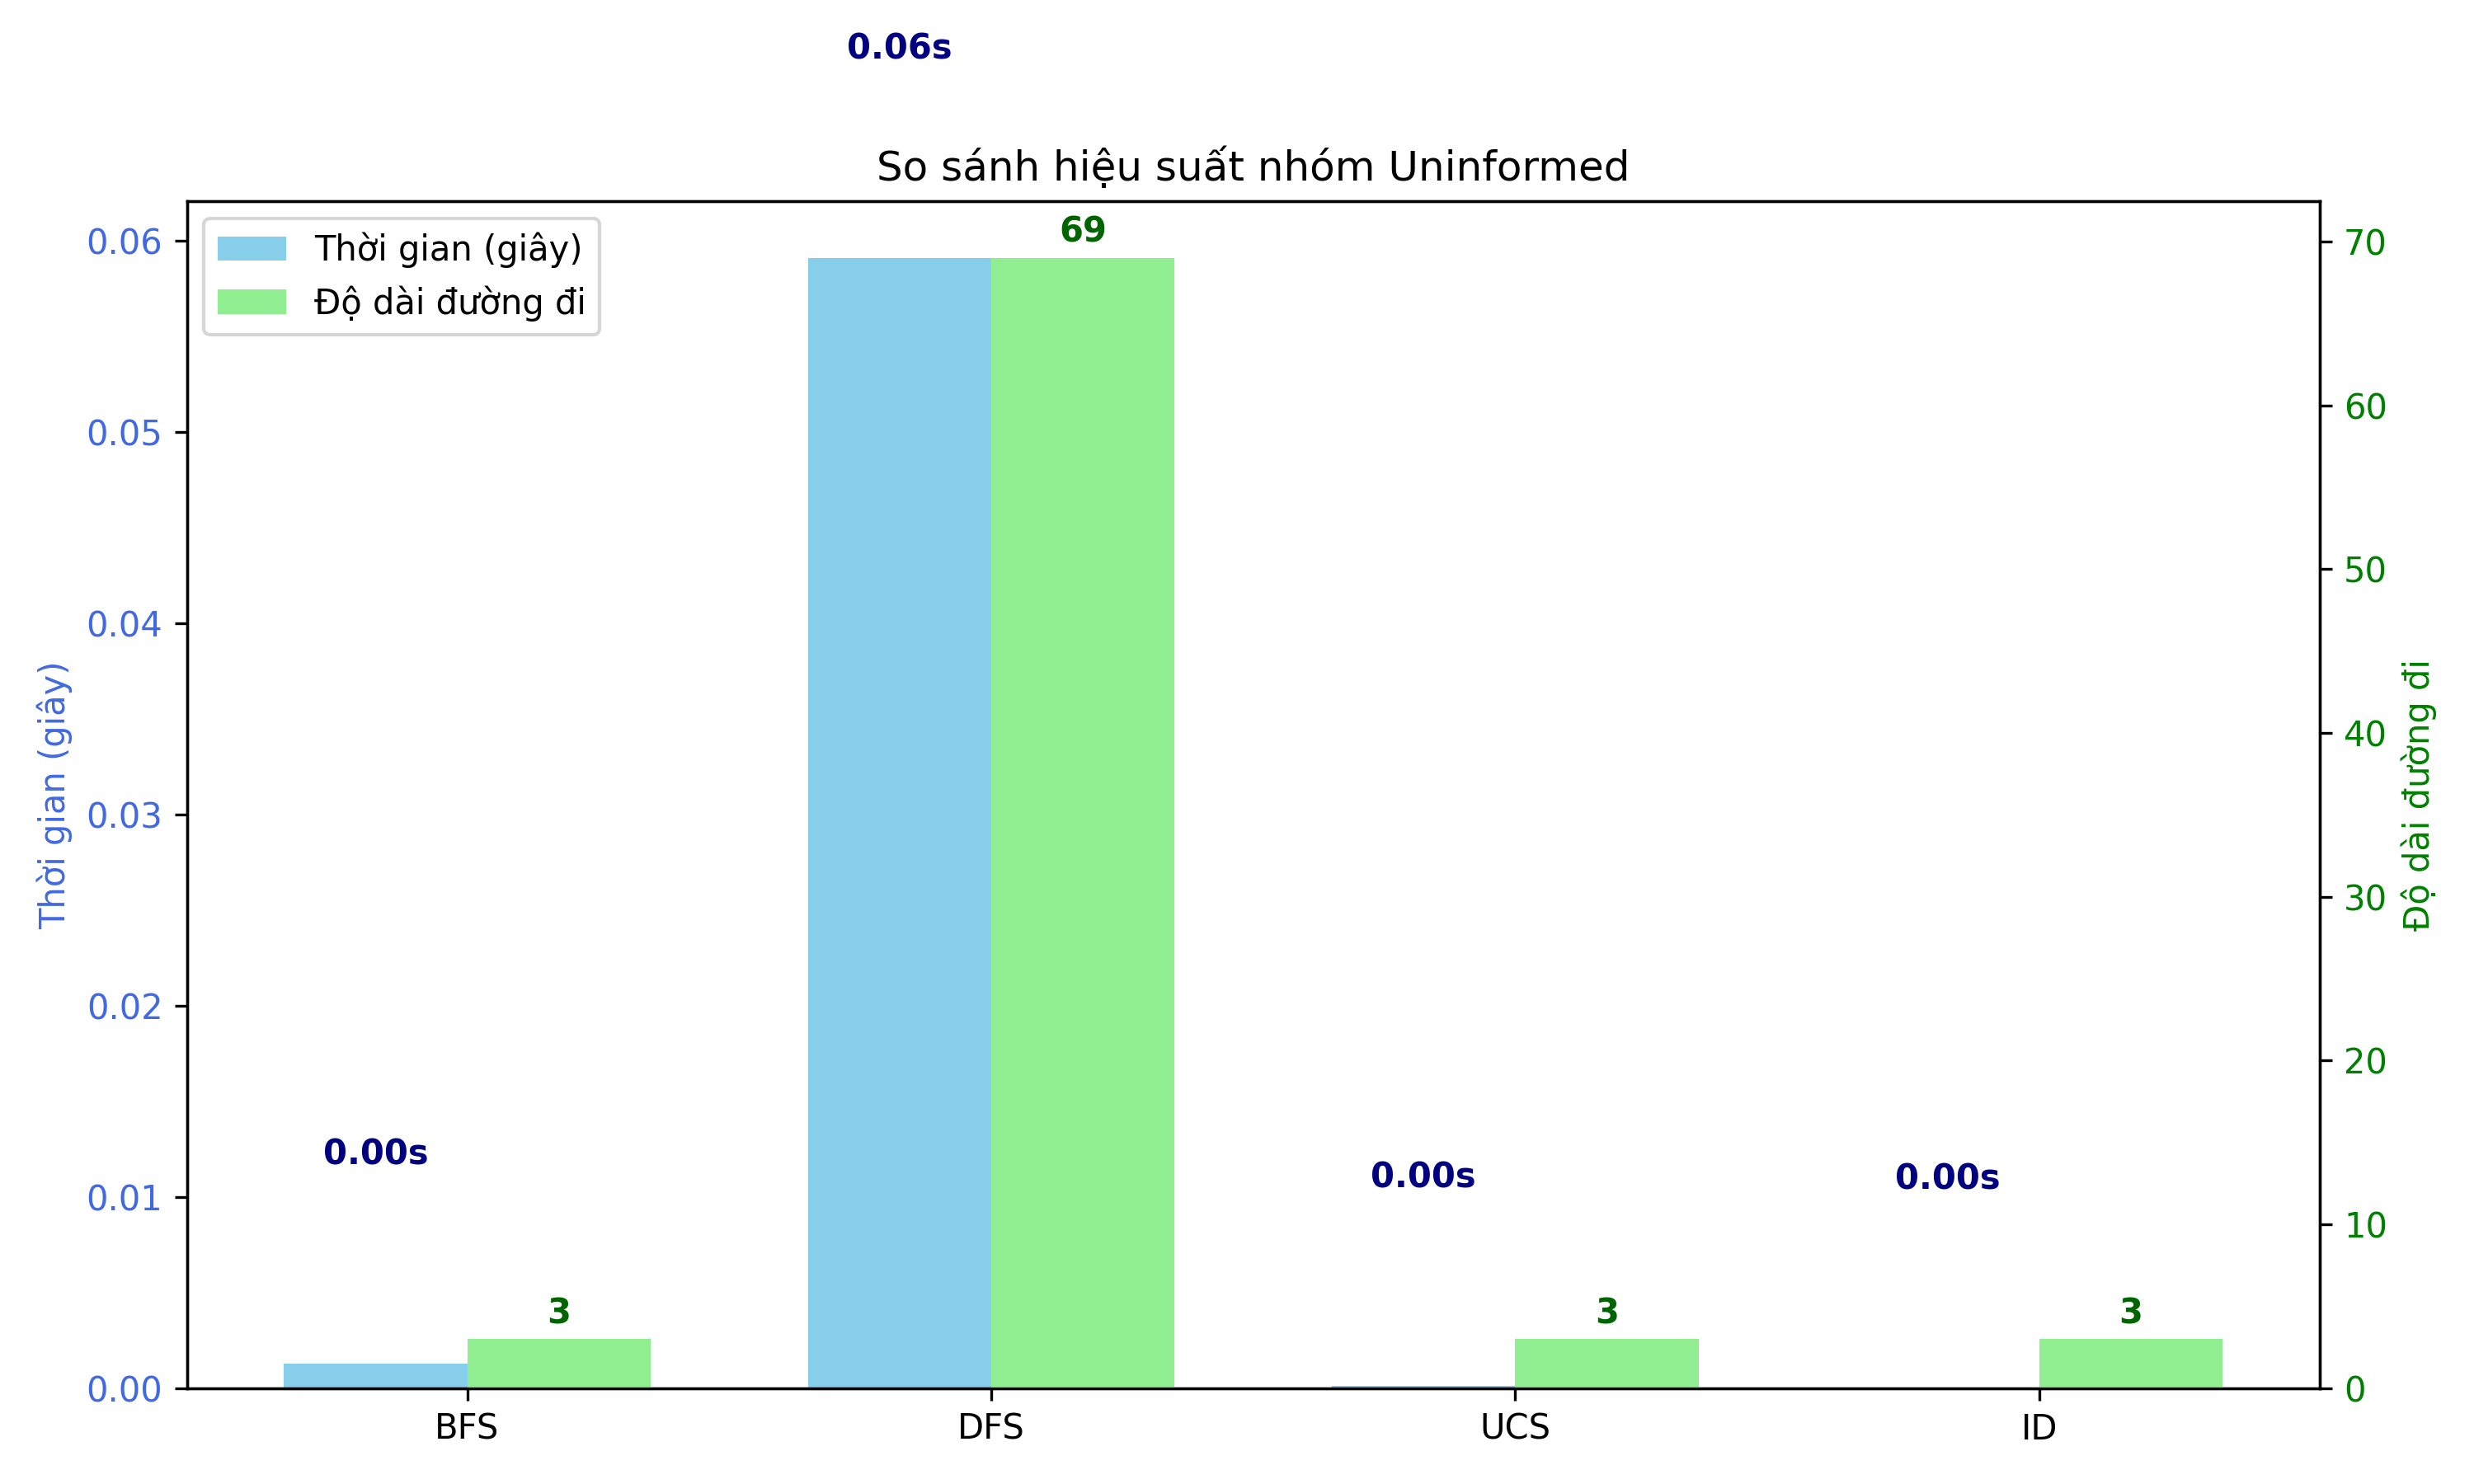 0.06s
So sánh hiệu suất nhóm Uninformed
Thời gian (giây)
Độ dài đường đi
69
0.06
0.05
0.04
0.03
0.02
0.01
0.00
Thời gian (giây)
70
60
50
40
30
20
10
0
Độ dài đường đi
0.00s
3
0.00s
3
0.00s
3
BFS
DFS
UCS
ID